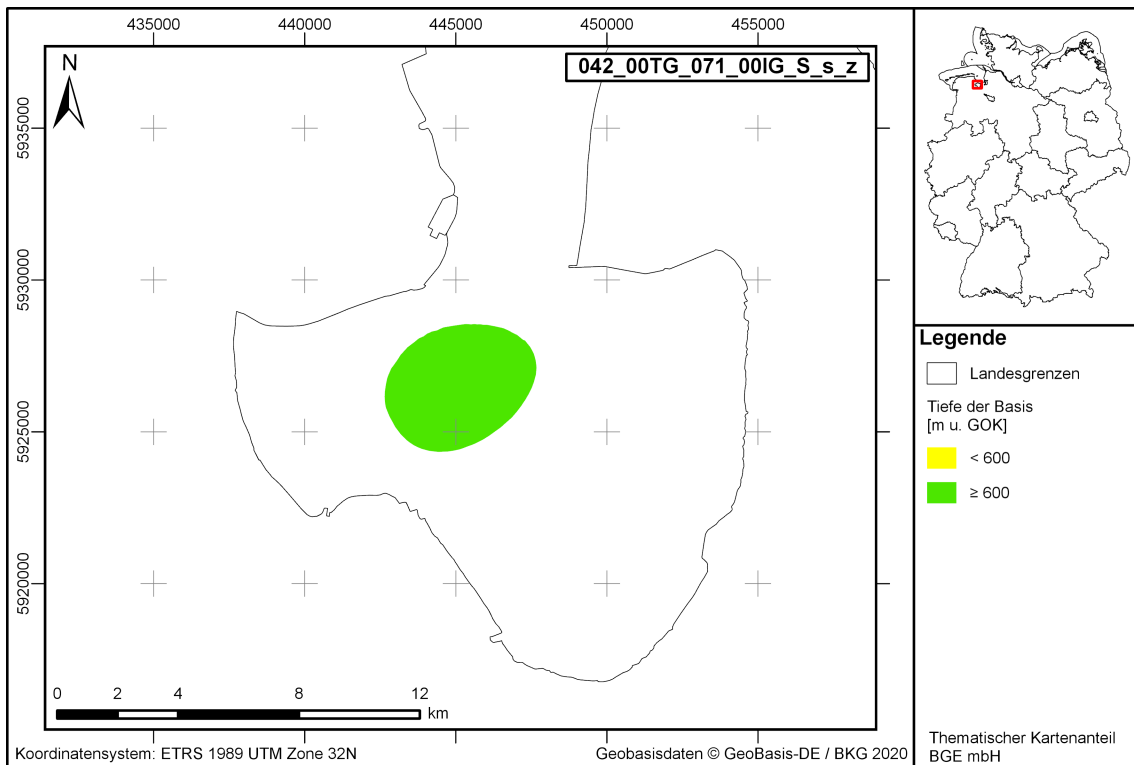 435000 440000 445000 450000 455000
042_00TG_071_00IG_S_s_z
N
5935000
5930000
5925000
5920000
0 2 4 8 12
km
Koordinatensystem: ETRS 1989 UTM Zone 32N
Geobasisdaten © GeoBasis-DE / BKG 2020
Legende
Landesgrenzen
Tiefe der Basis
[m u. GOK]
< 600
≥ 600
Thematischer Kartenanteil
BGE mbH